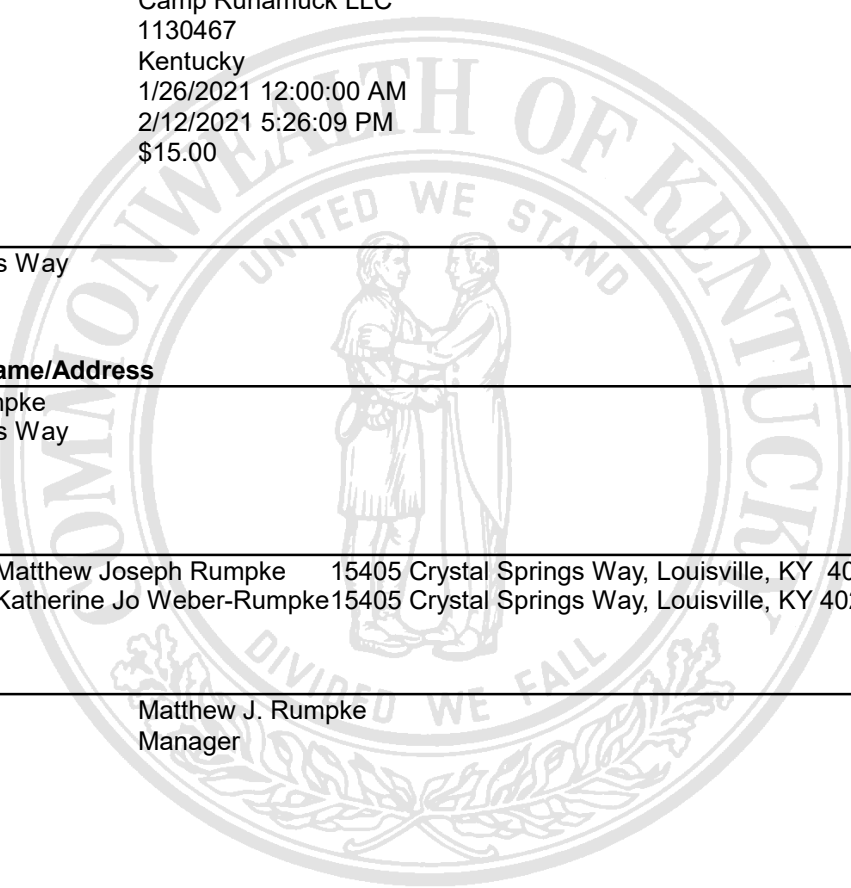 Camp Runamuck LLC
1130467
Kentucky
1/26/2021 12:00:00 AM
2/12/2021 5:26:09 PM
$15.00
s Way
ame/Address
mpke
s Way
Matthew Joseph Rumpke 15405 Crystal Springs Way, Louisville, KY 40
Katherine Jo Weber-Rumpke 15405 Crystal Springs Way, Louisville, KY 402
Matthew J. Rumpke
Manager
COMMONWEALTH OF KENTUCKY
UNITED WE STAND
DIVIDED WE FALL